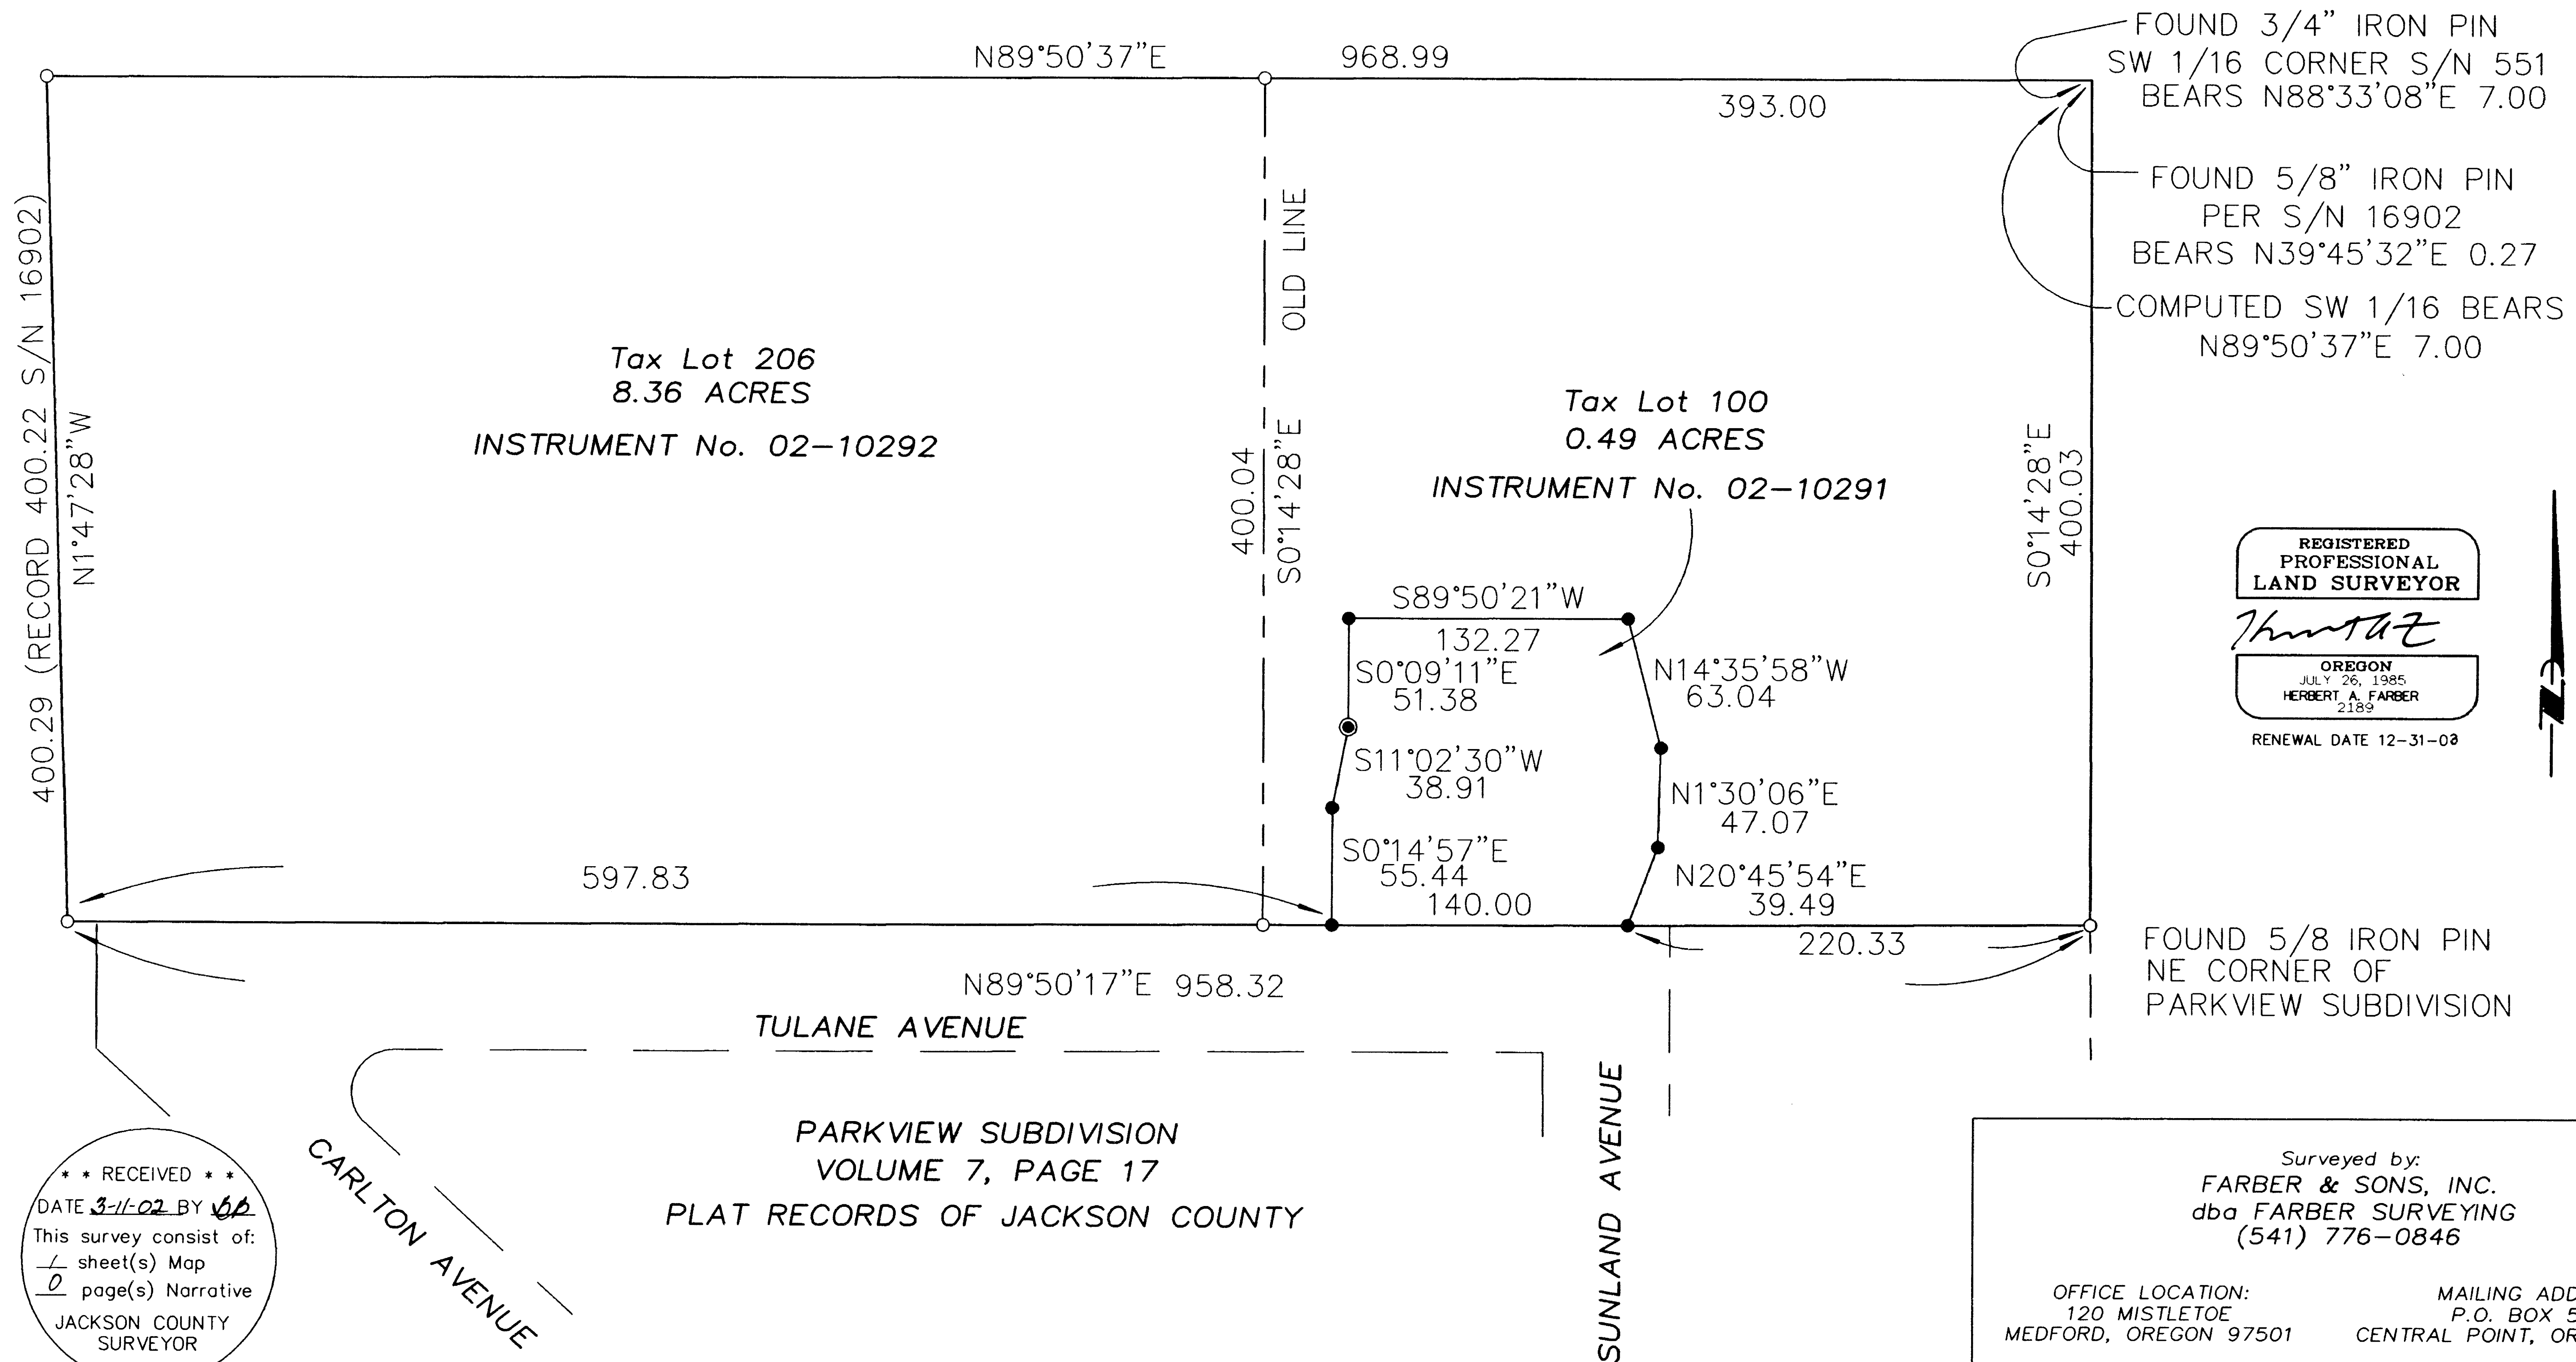 N89°50'37"E 968.99
393.00
FOUND 3/4" IRON PIN
SW 1/16 CORNER S/N 551
BEARS N88°33'08"E 7.00
FOUND 5/8" IRON PIN
PER S/N 16902
BEARS N39°45'32"E 0.27
COMPUTED SW 1/16 BEARS
N89°50'37"E 7.00
400.29 (RECORD 400.22 S/N 16902)
N1°47'28"W
Tax Lot 206
8.36 ACRES
INSTRUMENT No. 02-10292
OLD LINE
400.04
S0°14'28"E
Tax Lot 100
0.49 ACRES
INSTRUMENT No. 02-10291
S0°14'28"E
400.03
REGISTERED
PROFESSIONAL
LAND SURVEYOR
OREGON
JULY 26, 1985
HERBERT A. FARBER
2189
RENEWAL DATE 12-31-03
N
S89°50'21"W
132.27
S0°09'11"E
51.38
N14°35'58"W
63.04
S11°02'30"W
38.91
N1°30'06"E
47.07
S0°14'57"E
55.44
140.00
N20°45'54"E
39.49
597.83
220.33
N89°50'17"E 958.32
FOUND 5/8 IRON PIN
NE CORNER OF
PARKVIEW SUBDIVISION
TULANE AVENUE
CARLTON AVENUE
SUNLAND AVENUE
PARKVIEW SUBDIVISION
VOLUME 7, PAGE 17
PLAT RECORDS OF JACKSON COUNTY
* * RECEIVED * *
DATE 3-11-02 BY
This survey consist of:
1 sheet(s) Map
0 page(s) Narrative
JACKSON COUNTY
SURVEYOR
Surveyed by:
FARBER & SONS, INC.
dba FARBER SURVEYING
(541) 776-0846
OFFICE LOCATION:
120 MISTLETOE
MEDFORD, OREGON 97501
MAILING ADD
P.O. BOX 5
CENTRAL POINT, OR